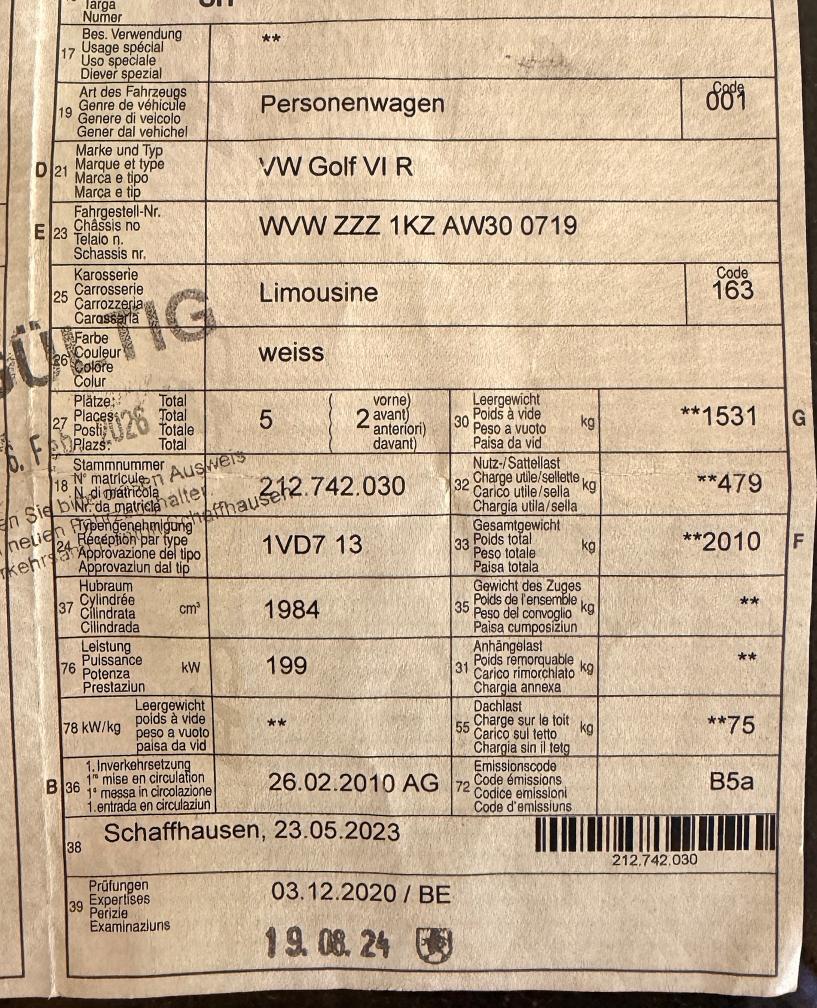 Targa
Numer
17
Bes. Verwendung
Usage spécial
Uso speciale
Diever spezial
**
19
Art des Fahrzeugs
Genre de véhicule
Genere di veicolo
Gener dal vehichel
Personenwagen
Code
001
D 21
Marke und Typ
Marque et type
Marca e tipo
Marca e tip
VW Golf VI R
E 23
Fahrgestell-Nr.
Châssis no
Telaio n.
Schassis nr.
WVW ZZZ 1KZ AW30 0719
25
Karosserie
Carrosserie
Carrozzeria
Carossaria
Limousine
Code
163
26
Farbe
Couleur
Colore
Colur
weiss
ÜLTIG
27
Plätze: Total
Places: Total
Posti: Totale
Plazs: Total
5
( vorne)
2 avant)
anteriori)
davant)
30
Leergewicht
Poids à vide
Peso a vuoto
Paisa da vid
kg
**1531
G
6. Feb. 2026
18
Stammnummer
N° matricule
N. di matricola
Nr. da matricla
212.742.030
32
Nutz-/Sattellast
Charge utile/sellette
Carico utile/sella
Chargia utila/sella
kg
**479
en Ausweis
neuen halter
Schaffhausen
24
Typengenehmigung
Réception par type
Approvazione del tipo
Approvaziun dal tip
1VD7 13
33
Gesamtgewicht
Poids total
Peso totale
Paisa totala
kg
**2010
F
37
Hubraum
Cylindrée
Cilindrata
Cilindrada
cm³
1984
35
Gewicht des Zuges
Poids de l'ensemble
Peso del convoglio
Paisa cumposiziun
kg
**
76
Leistung
Puissance
Potenza
Prestaziun
kW
199
31
Anhängelast
Poids remorquable
Carico rimorchiato
Chargia annexa
kg
**
78 kW/kg
Leergewicht
poids à vide
peso a vuoto
paisa da vid
**
55
Dachlast
Charge sur le toit
Carico sul tetto
Chargia sin il tetg
kg
**75
B 36
1. Inverkehrsetzung
1re mise en circulation
1a messa in circolazione
1. entrada en circulaziun
26.02.2010 AG
72
Emissionscode
Code émissions
Codice emissioni
Code d'emissiuns
B5a
38
Schaffhausen, 23.05.2023
212.742.030
39
Prüfungen
Expertises
Perizie
Examinaziuns
03.12.2020 / BE
19. 08. 24